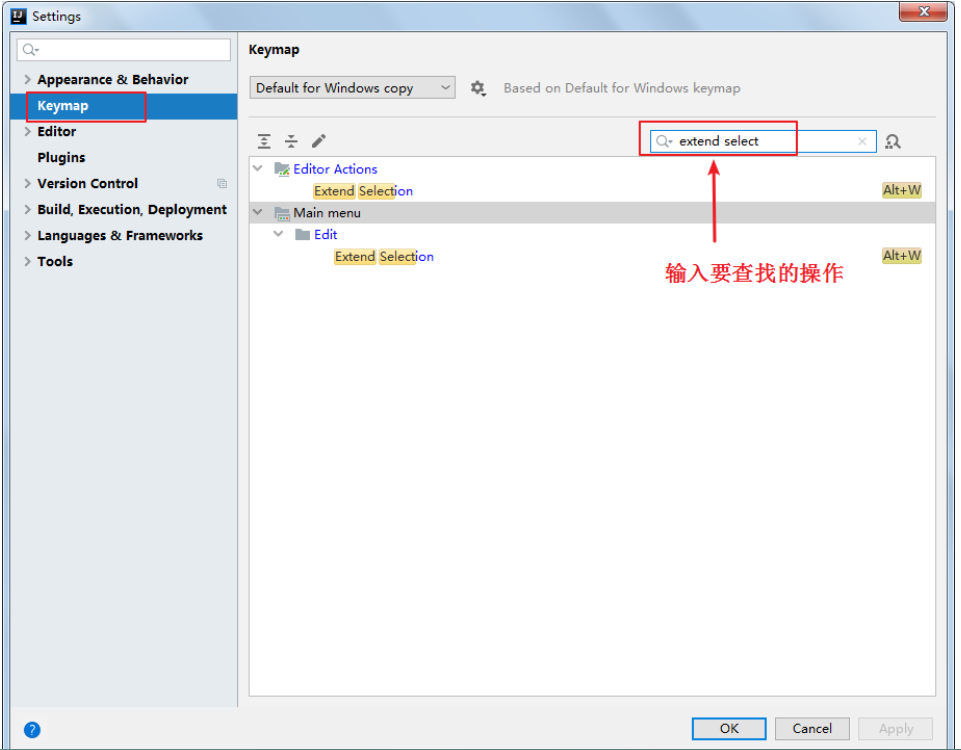 Settings
Keymap
Appearance & Behavior
Keymap
Editor
Plugins
Version Control
Build, Execution, Deployment
Languages & Frameworks
Tools
Default for Windows copy
Based on Default for Windows keymap
extend select
Editor Actions
Extend Selection Alt+W
Main menu
Edit
Extend Selection Alt+W
输入要查找的操作
?
OK Cancel Apply